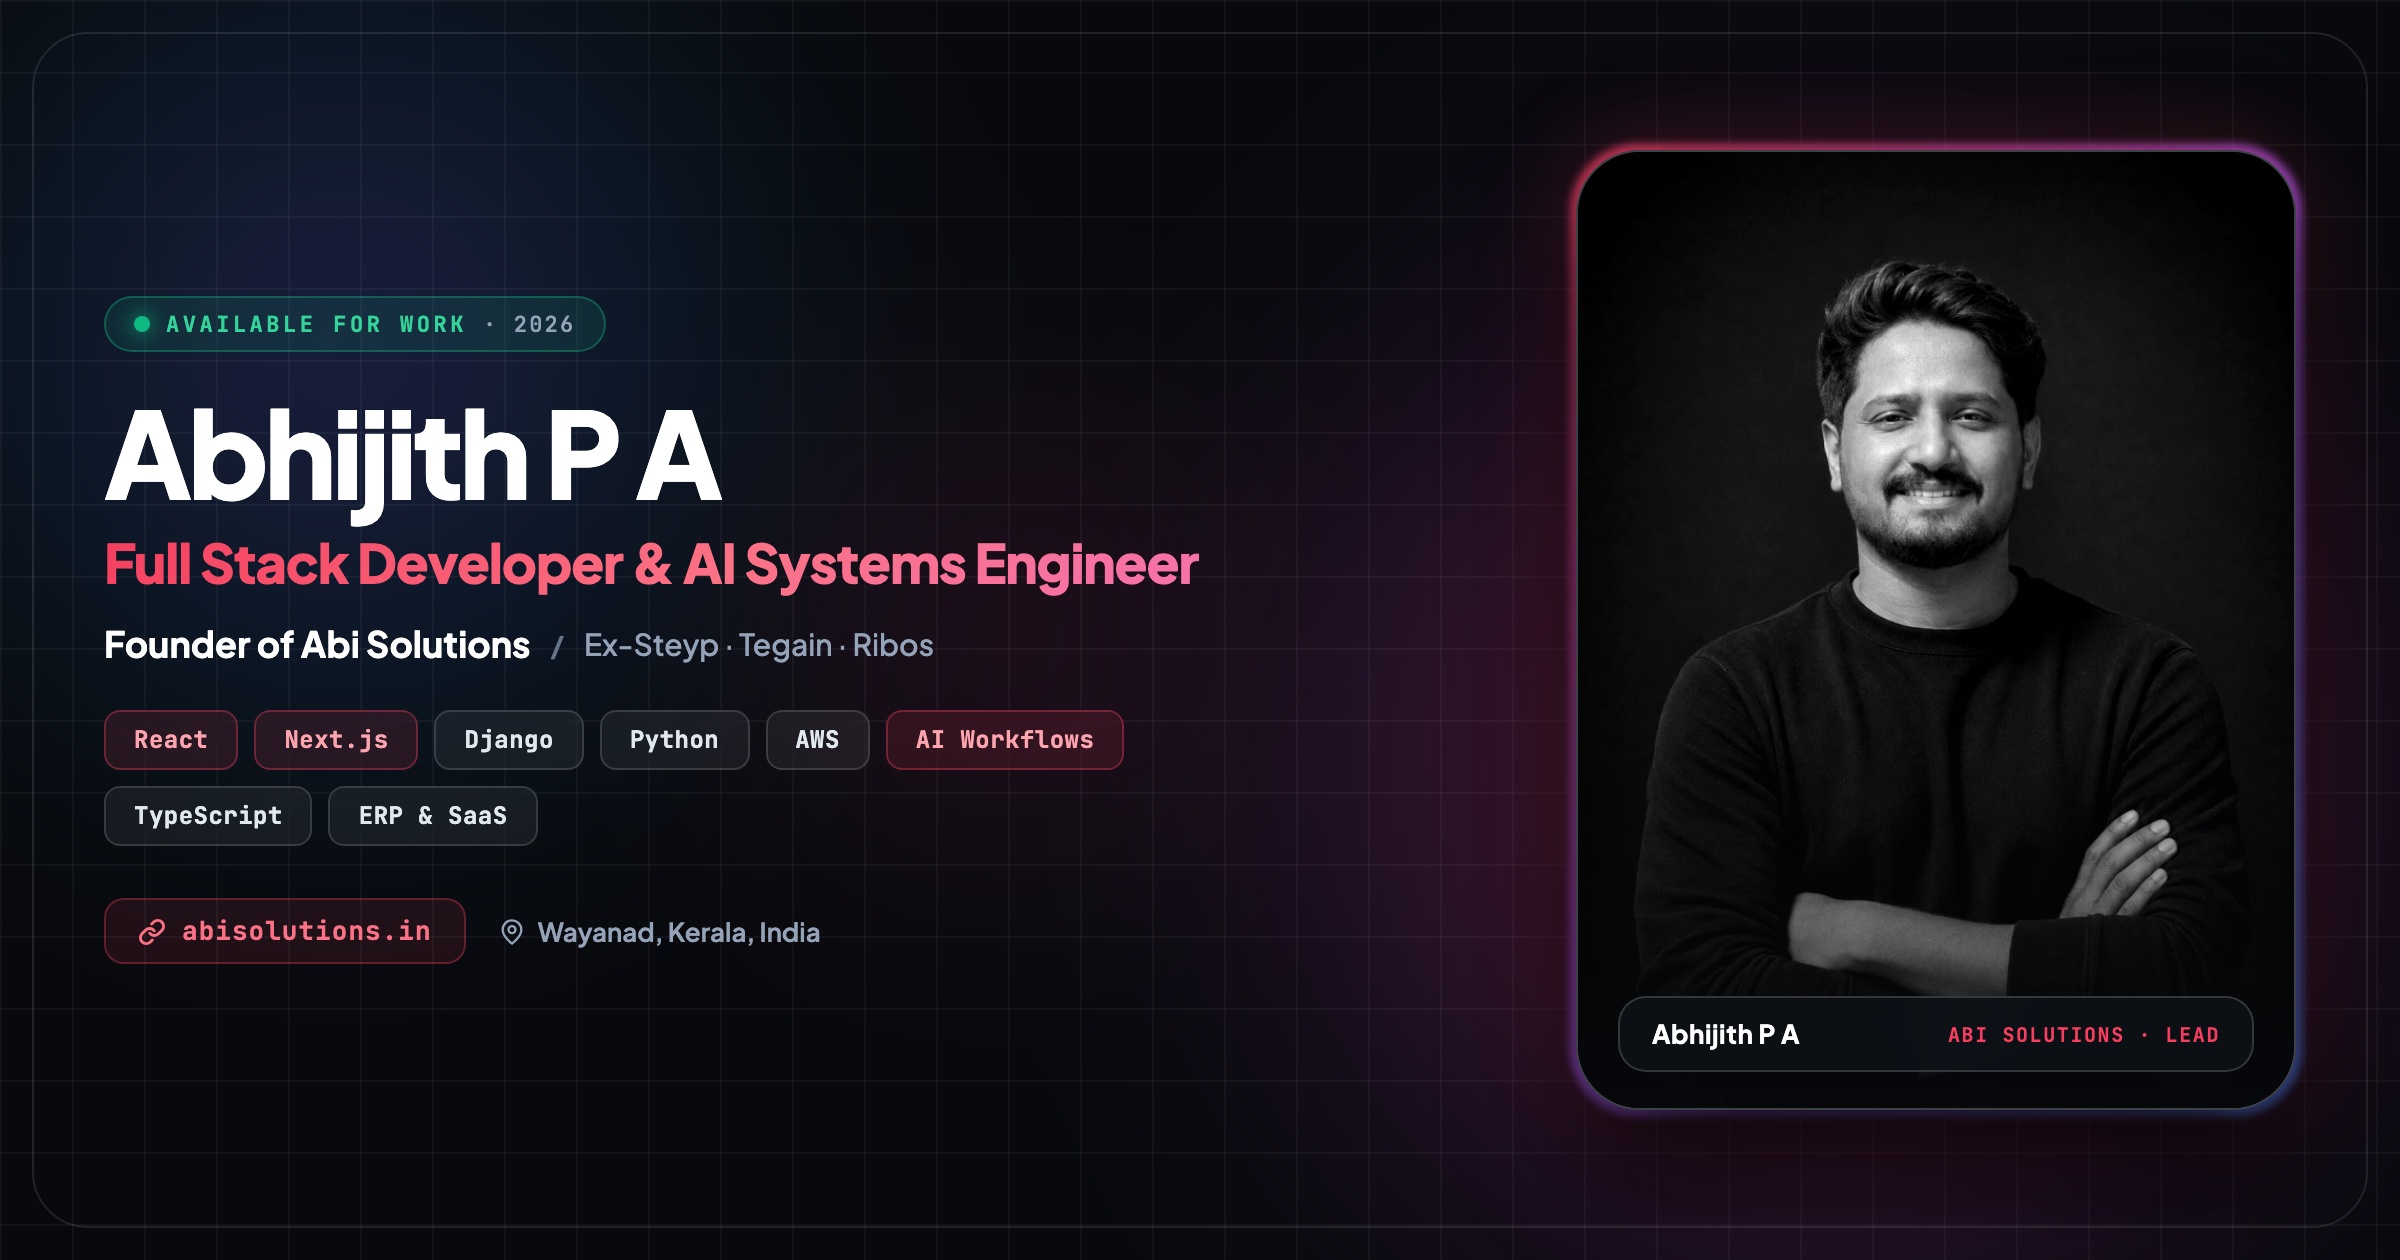 AVAILABLE FOR WORK · 2026
Abhijith P A
Full Stack Developer & AI Systems Engineer
Founder of Abi Solutions / Ex-Steyp · Tegain · Ribos
React Next.js Django Python AWS AI Workflows
TypeScript ERP & SaaS
abisolutions.in Wayanad, Kerala, India
Abhijith P A ABI SOLUTIONS · LEAD